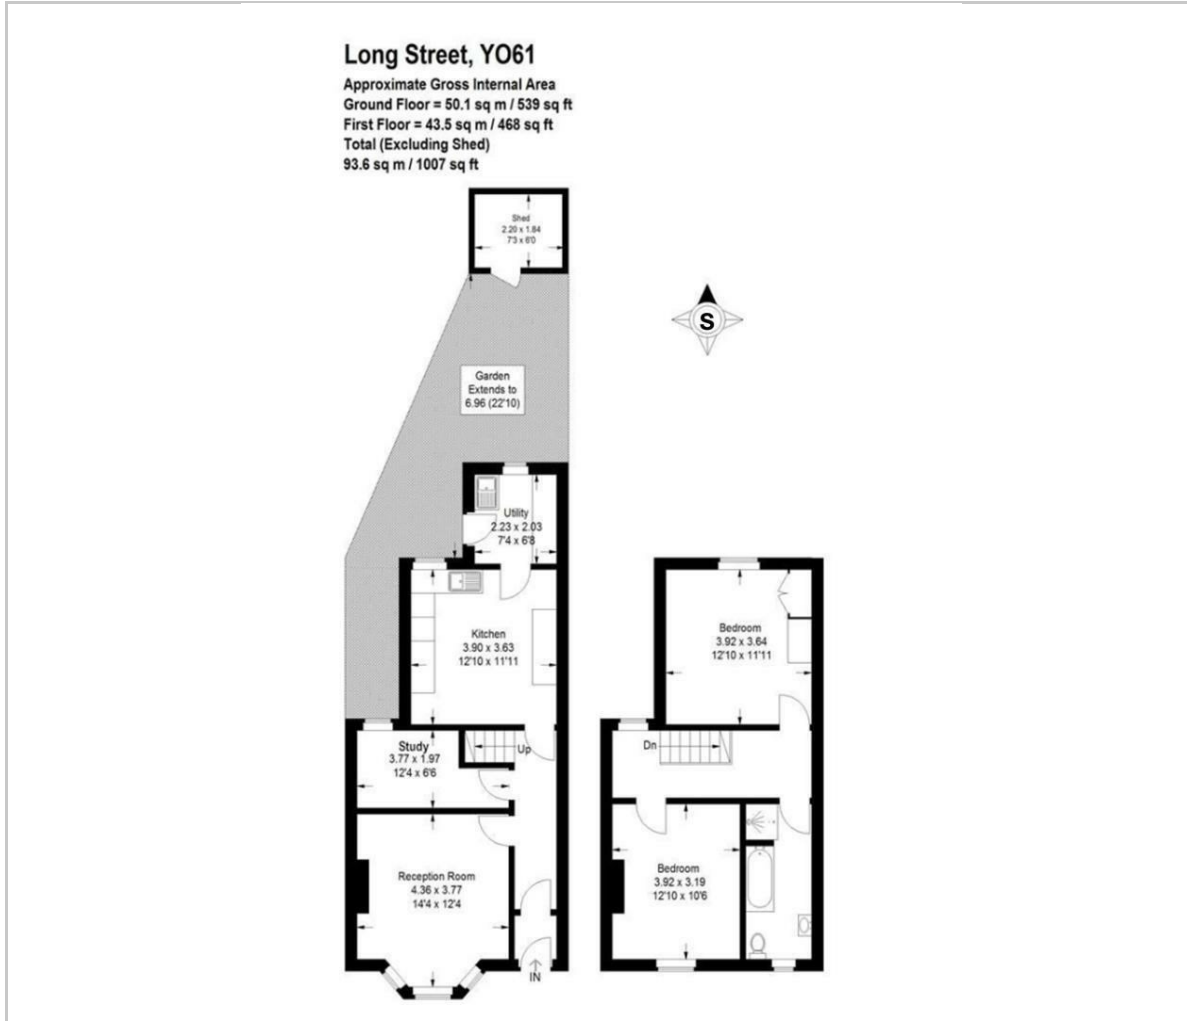 Long Street, YO61
Approximate Gross Internal Area
Ground Floor = 50.1 sq m / 539 sq ft
First Floor = 43.5 sq m / 468 sq ft
Total (Excluding Shed)
93.6 sq m / 1007 sq ft
Shed
2.20 x 1.84
7'3 x 6'0
S
Garden
Extends to
6.96 (22'10)
Utility
2.23 x 2.03
7'4 x 6'8
Kitchen
3.90 x 3.63
12'10 x 11'11
Bedroom
3.92 x 3.64
12'10 x 11'11
Study
3.77 x 1.97
12'4 x 6'6
Up
Dn
Reception Room
4.36 x 3.77
14'4 x 12'4
Bedroom
3.92 x 3.19
12'10 x 10'6
IN